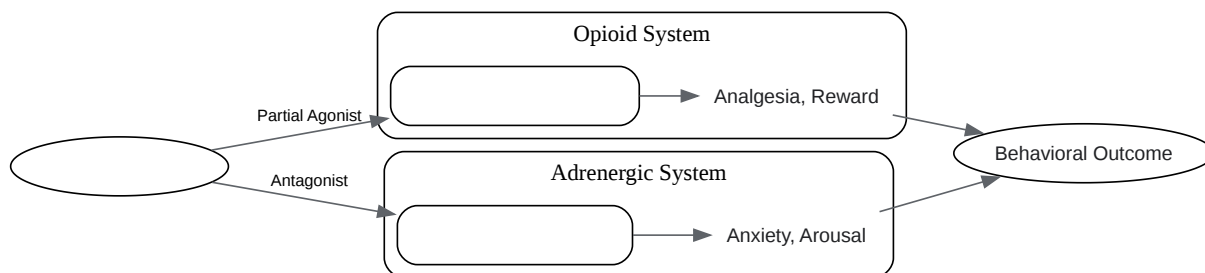 Opioid System
Partial Agonist
Analgesia, Reward
Behavioral Outcome
Antagonist
Adrenergic System
Anxiety, Arousal